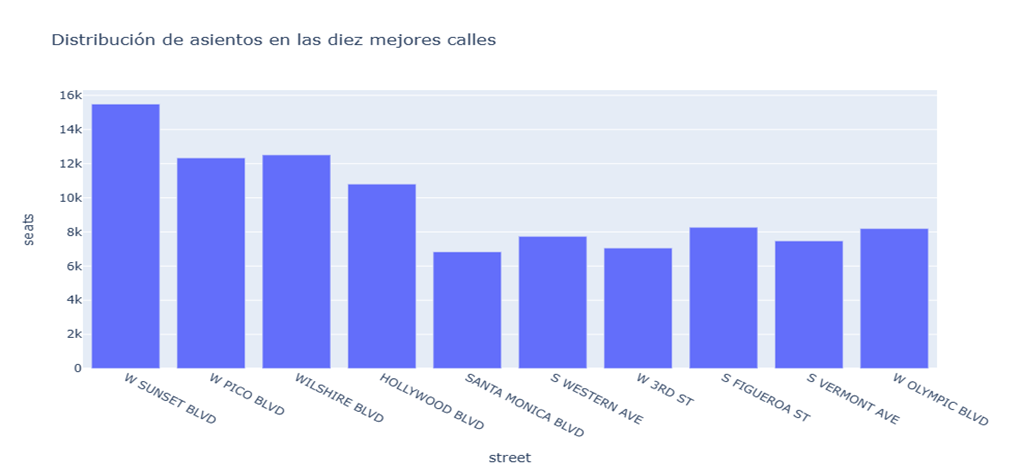 Distribución de asientos en las diez mejores calles
16k
14k
12k
10k
8k
6k
4k
2k
0
seats
W SUNSET BLVD
W PICO BLVD
WILSHIRE BLVD
HOLLYWOOD BLVD
SANTA MONICA BLVD
S WESTERN AVE
W 3RD ST
S FIGUEROA ST
S VERMONT AVE
W OLYMPIC BLVD
street